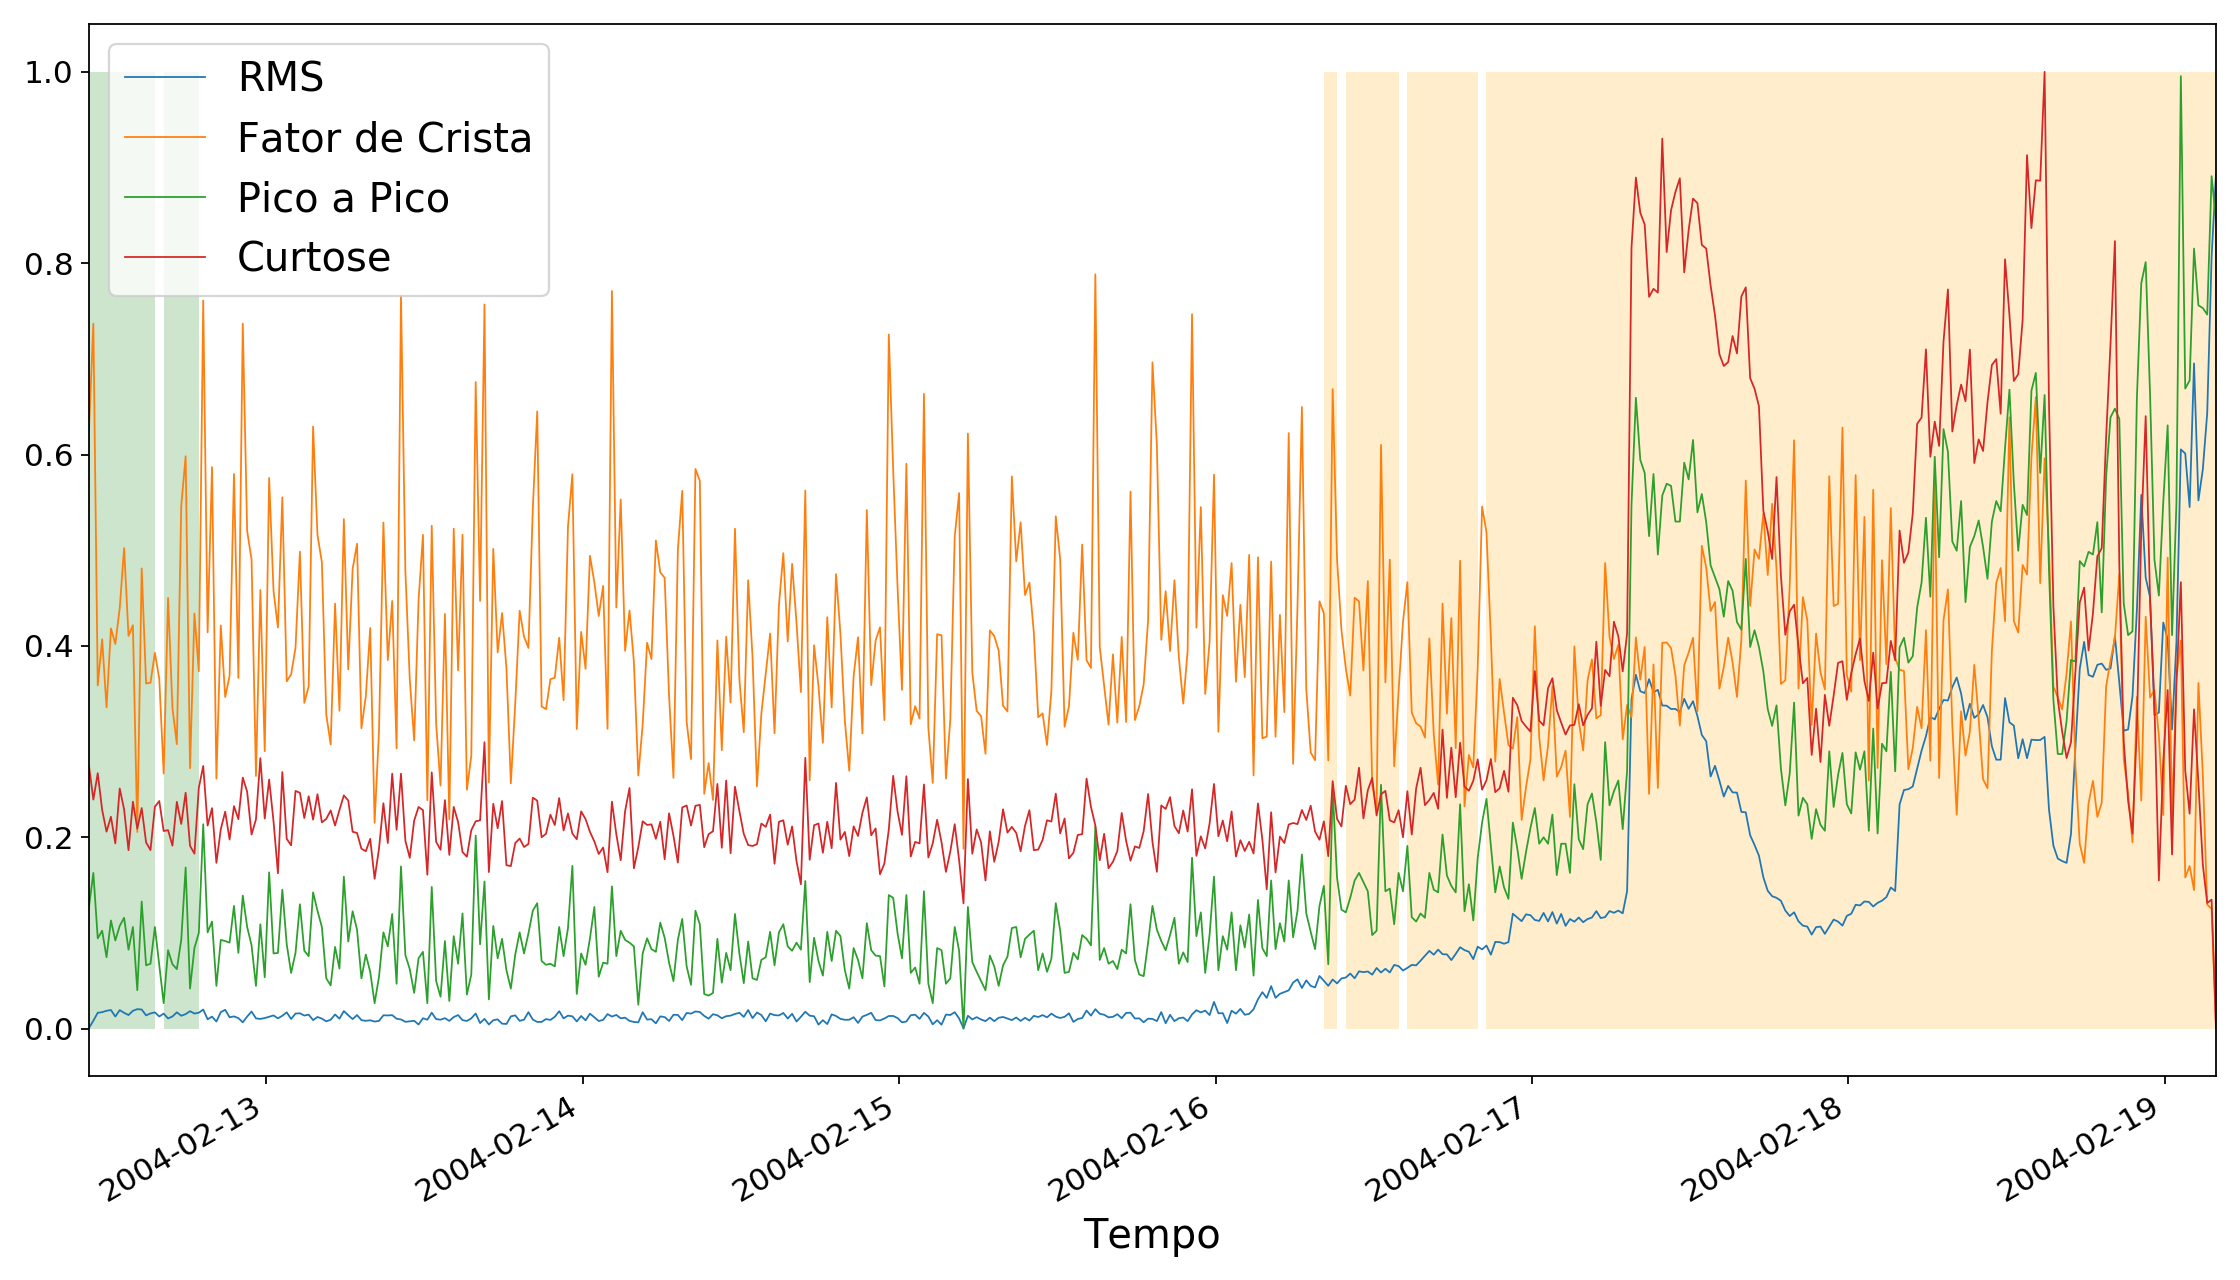 RMS
Fator de Crista
Pico a Pico
Curtose
1.0
0.8
0.6
0.4
0.2
0.0
2004-02-13
2004-02-14
2004-02-15
2004-02-16
2004-02-17
2004-02-18
2004-02-19
Tempo